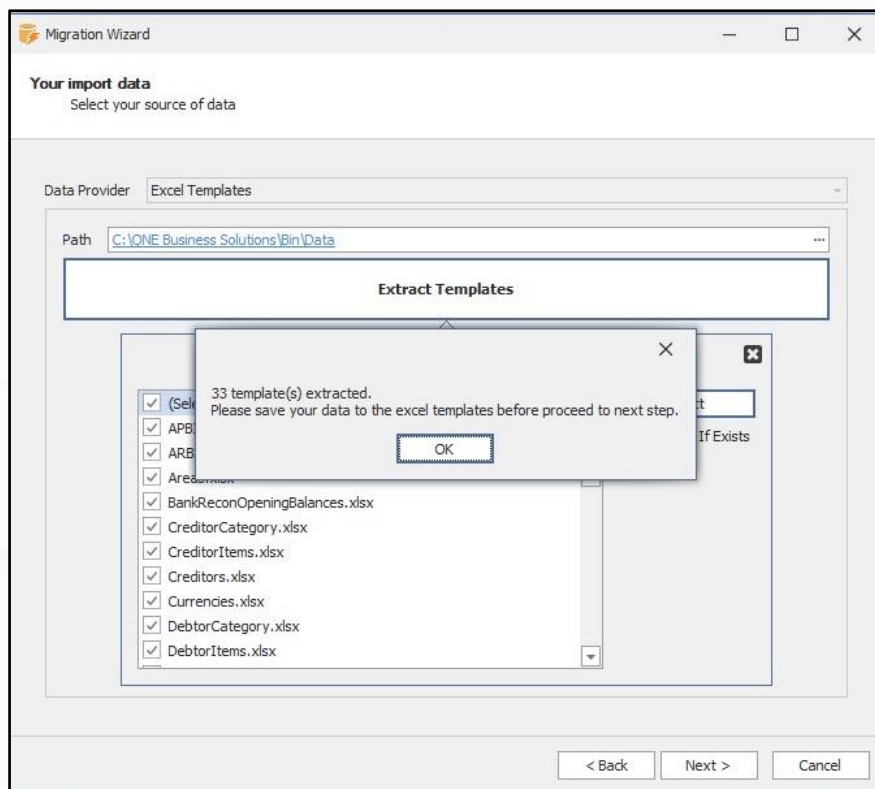 Migration Wizard
Your import data
Select your source of data
Data Provider Excel Templates
Path C:\QNE Business Solutions\Bin\Data ...
Extract Templates
33 template(s) extracted.
Please save your data to the excel templates before proceed to next step.
OK
If Exists
BankReconOpeningBalances.xlsx
CreditorCategory.xlsx
CreditorItems.xlsx
Creditors.xlsx
Currencies.xlsx
DebtorCategory.xlsx
DebtorItems.xlsx
< Back Next > Cancel